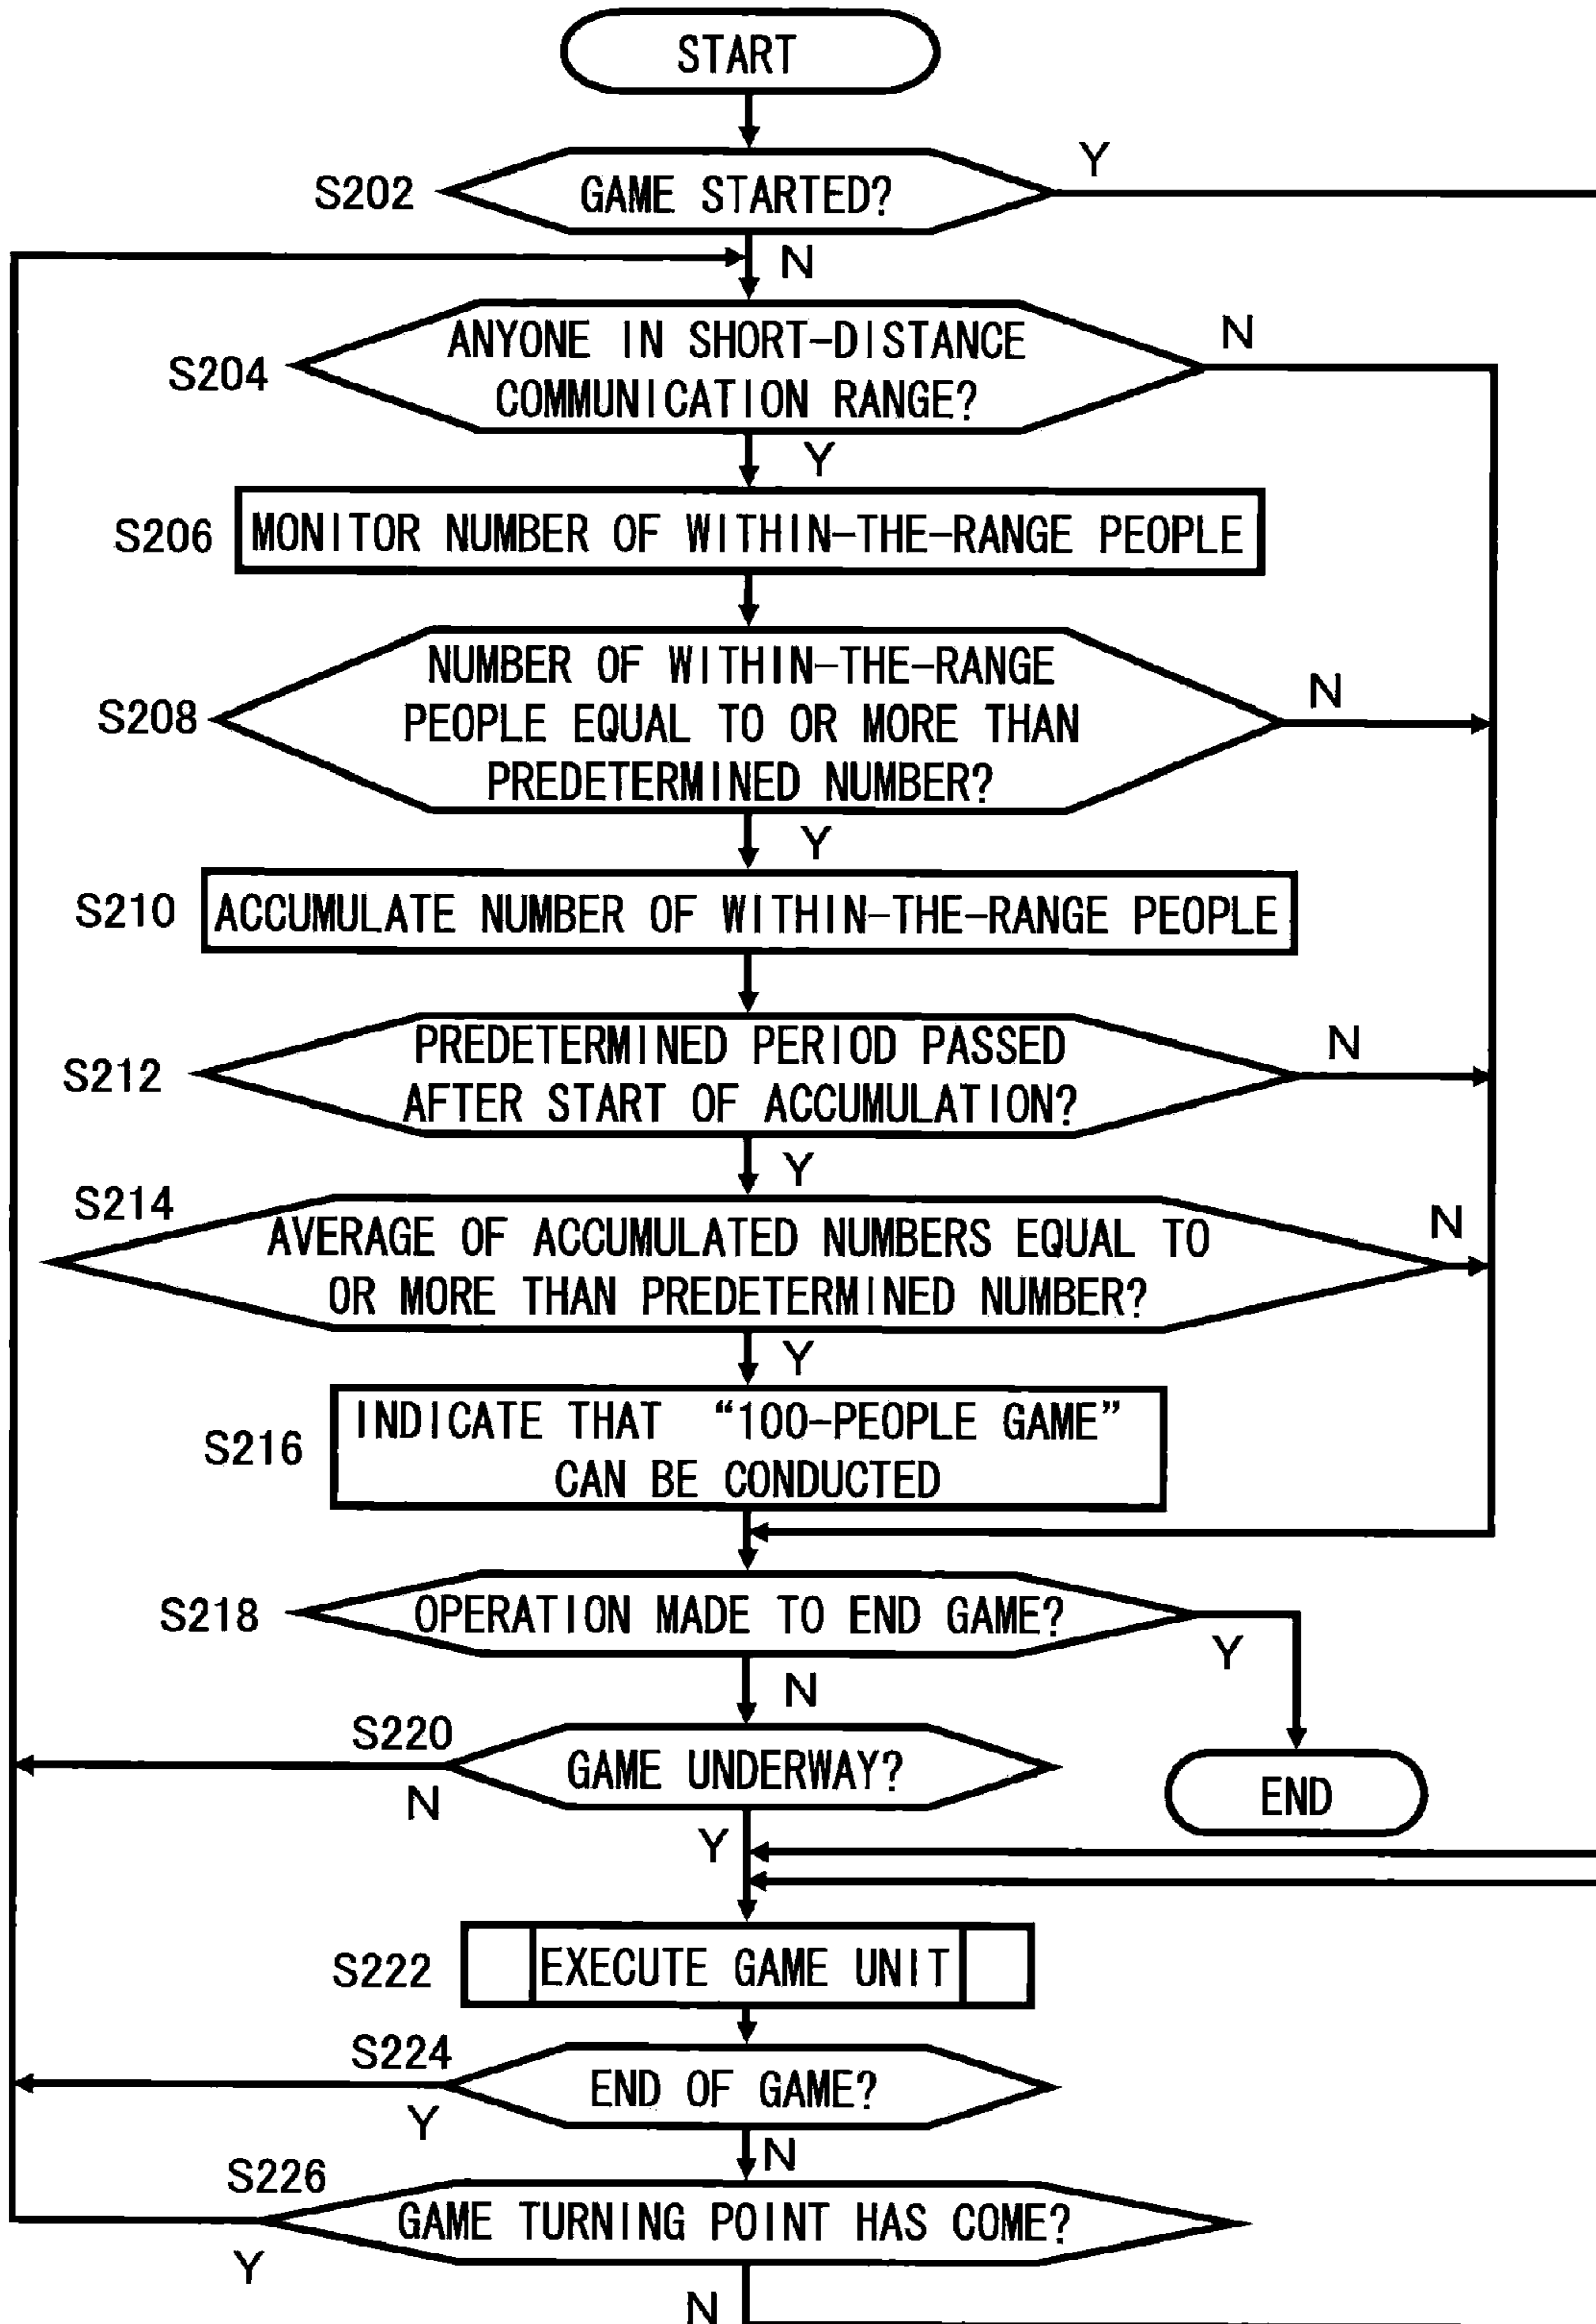 START
Y
S202
GAME STARTED?
N
ANYONE IN SHORT-DISTANCE
N
S204
COMMUNICATION RANGE?
Y
S206
MONITOR NUMBER OF WITHIN-THE-RANGE PEOPLE
NUMBER OF WITHIN-THE-RANGE
N
S208
PEOPLE EQUAL TO OR MORE THAN
PREDETERMINED NUMBER?
Y
S210
ACCUMULATE NUMBER OF WITHIN-THE-RANGE PEOPLE
PREDETERMINED PERIOD PASSED
N
S212
AFTER START OF ACCUMULATION?
Y
S214
AVERAGE OF ACCUMULATED NUMBERS EQUAL TO
N
OR MORE THAN PREDETERMINED NUMBER?
Y
INDICATE THAT “100-PEOPLE GAME”
S216
CAN BE CONDUCTED
S218
OPERATION MADE TO END GAME?
Y
N
S220
GAME UNDERWAY?
N
END
Y
S222
EXECUTE GAME UNIT
S224
END OF GAME?
Y
N
S226
GAME TURNING POINT HAS COME?
Y
N